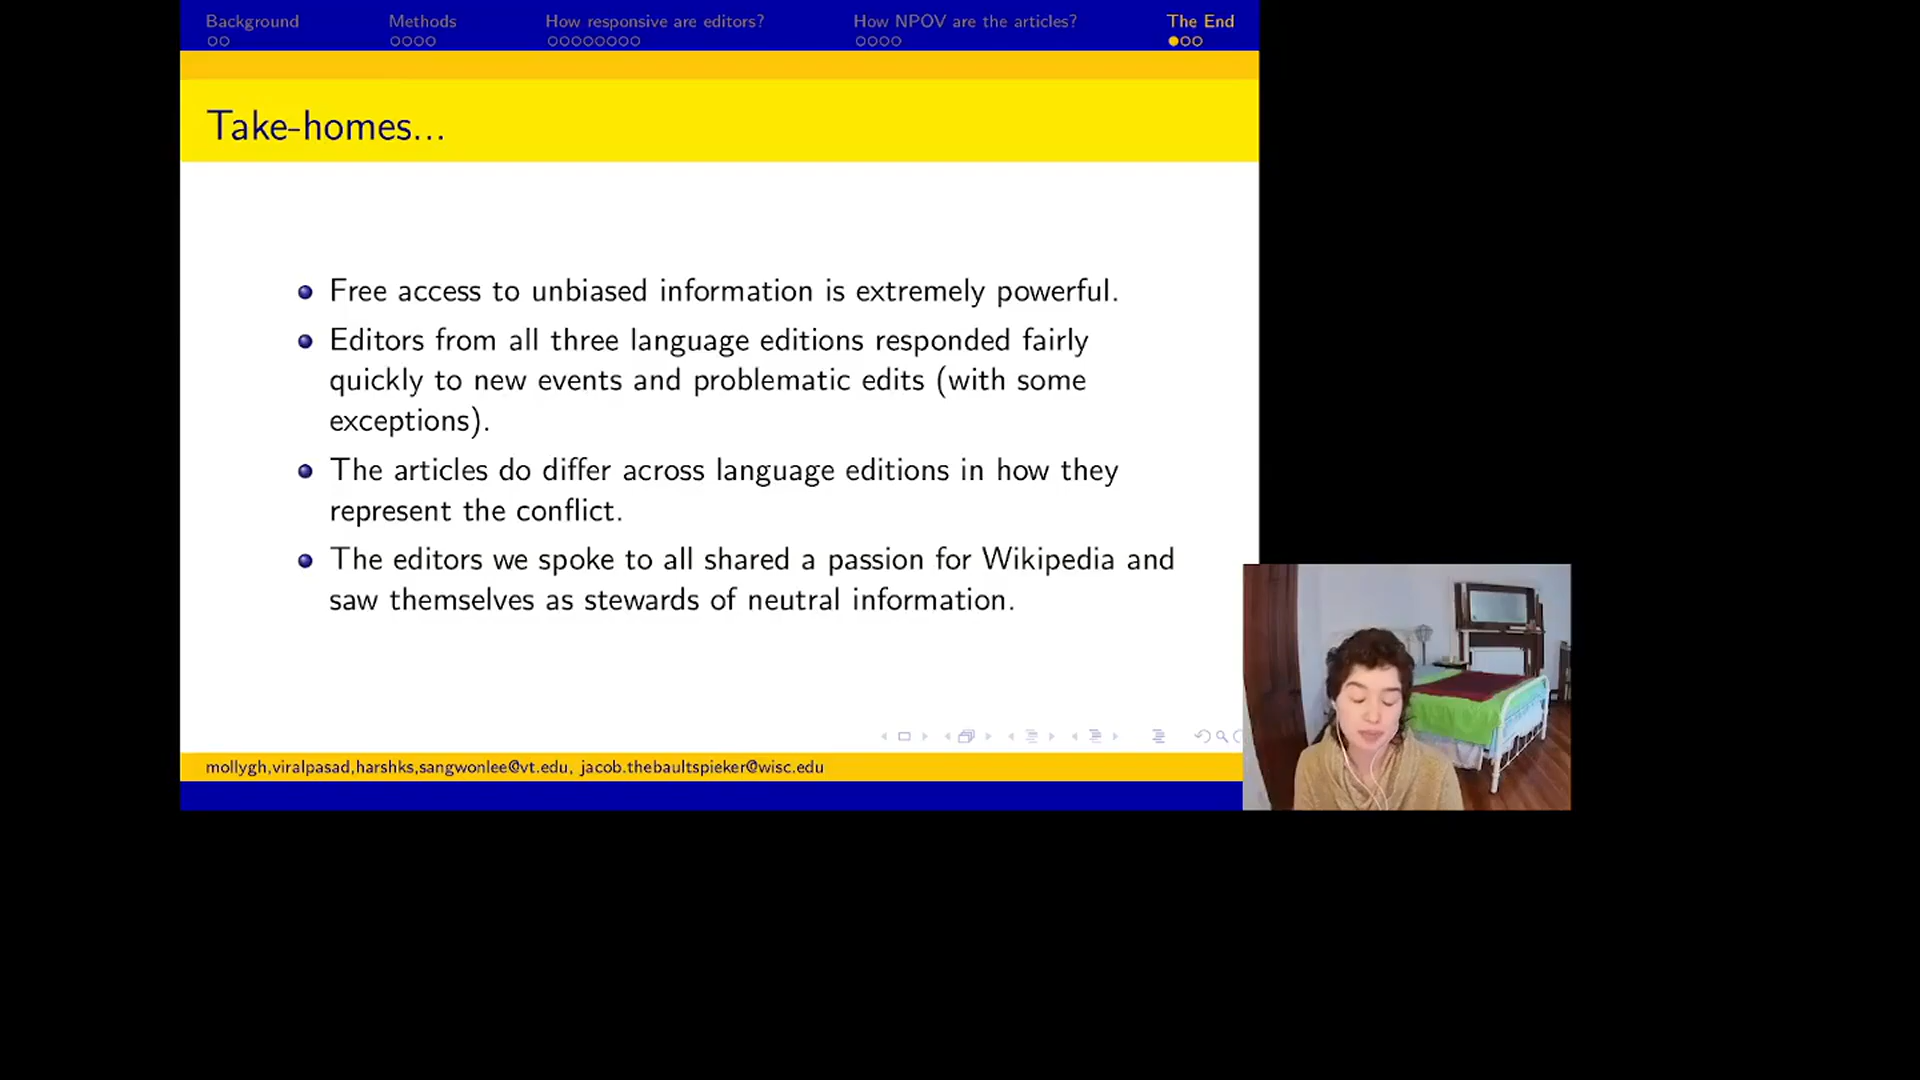 Background
Methods
How responsive are editors?
How NPOV are the articles?
The End
Take-homes...
Free access to unbiased information is extremely powerful.
Editors from all three language editions responded fairly
quickly to new events and problematic edits (with some
exceptions).
The articles do differ across language editions in how they
represent the conflict.
The editors we spoke to all shared a passion for Wikipedia and
saw themselves as stewards of neutral information.
mollygh,viralpasad,harshks,sangwonlee@vt.edu, jacob.thebaultspieker@wisc.edu